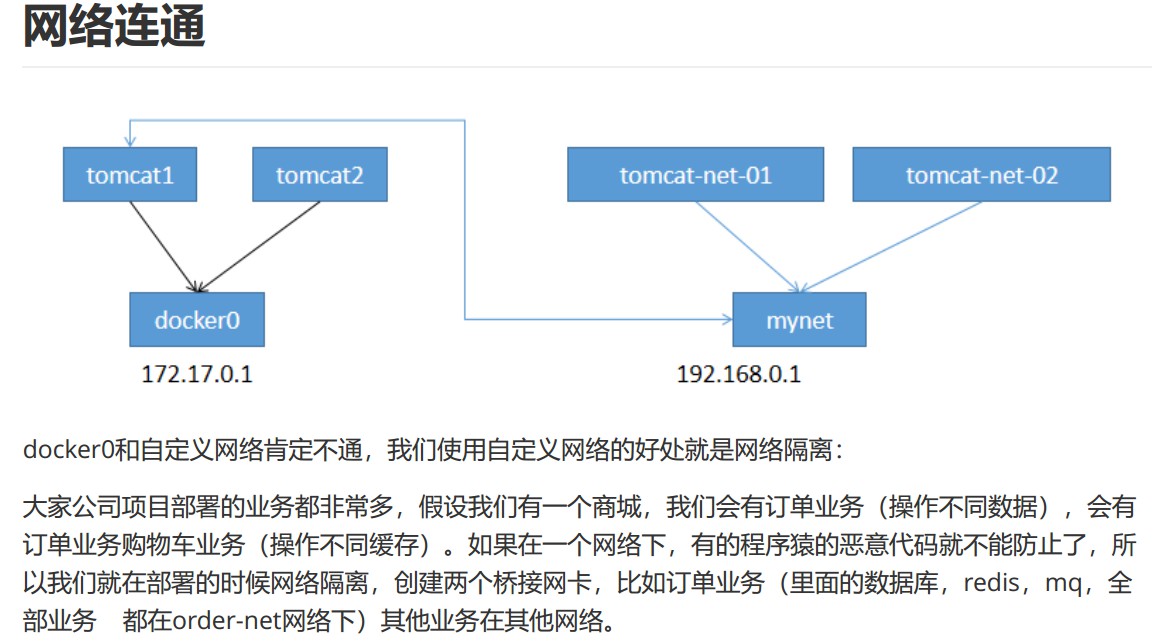 网络连通
tomcat1
tomcat2
tomcat-net-01
tomcat-net-02
docker0
mynet
172.17.0.1
192.168.0.1
docker0和自定义网络肯定不通，我们使用自定义网络的好处就是网络隔离：
大家公司项目部署的业务都非常多，假设我们有一个商城，我们会有订单业务（操作不同数据），会有
订单业务购物车业务（操作不同缓存）。如果在一个网络下，有的程序猿的恶意代码就不能防止了，所
以我们就在部署的时候网络隔离，创建两个桥接网卡，比如订单业务（里面的数据库，redis，mq，全
部业务 都在order-net网络下）其他业务在其他网络。